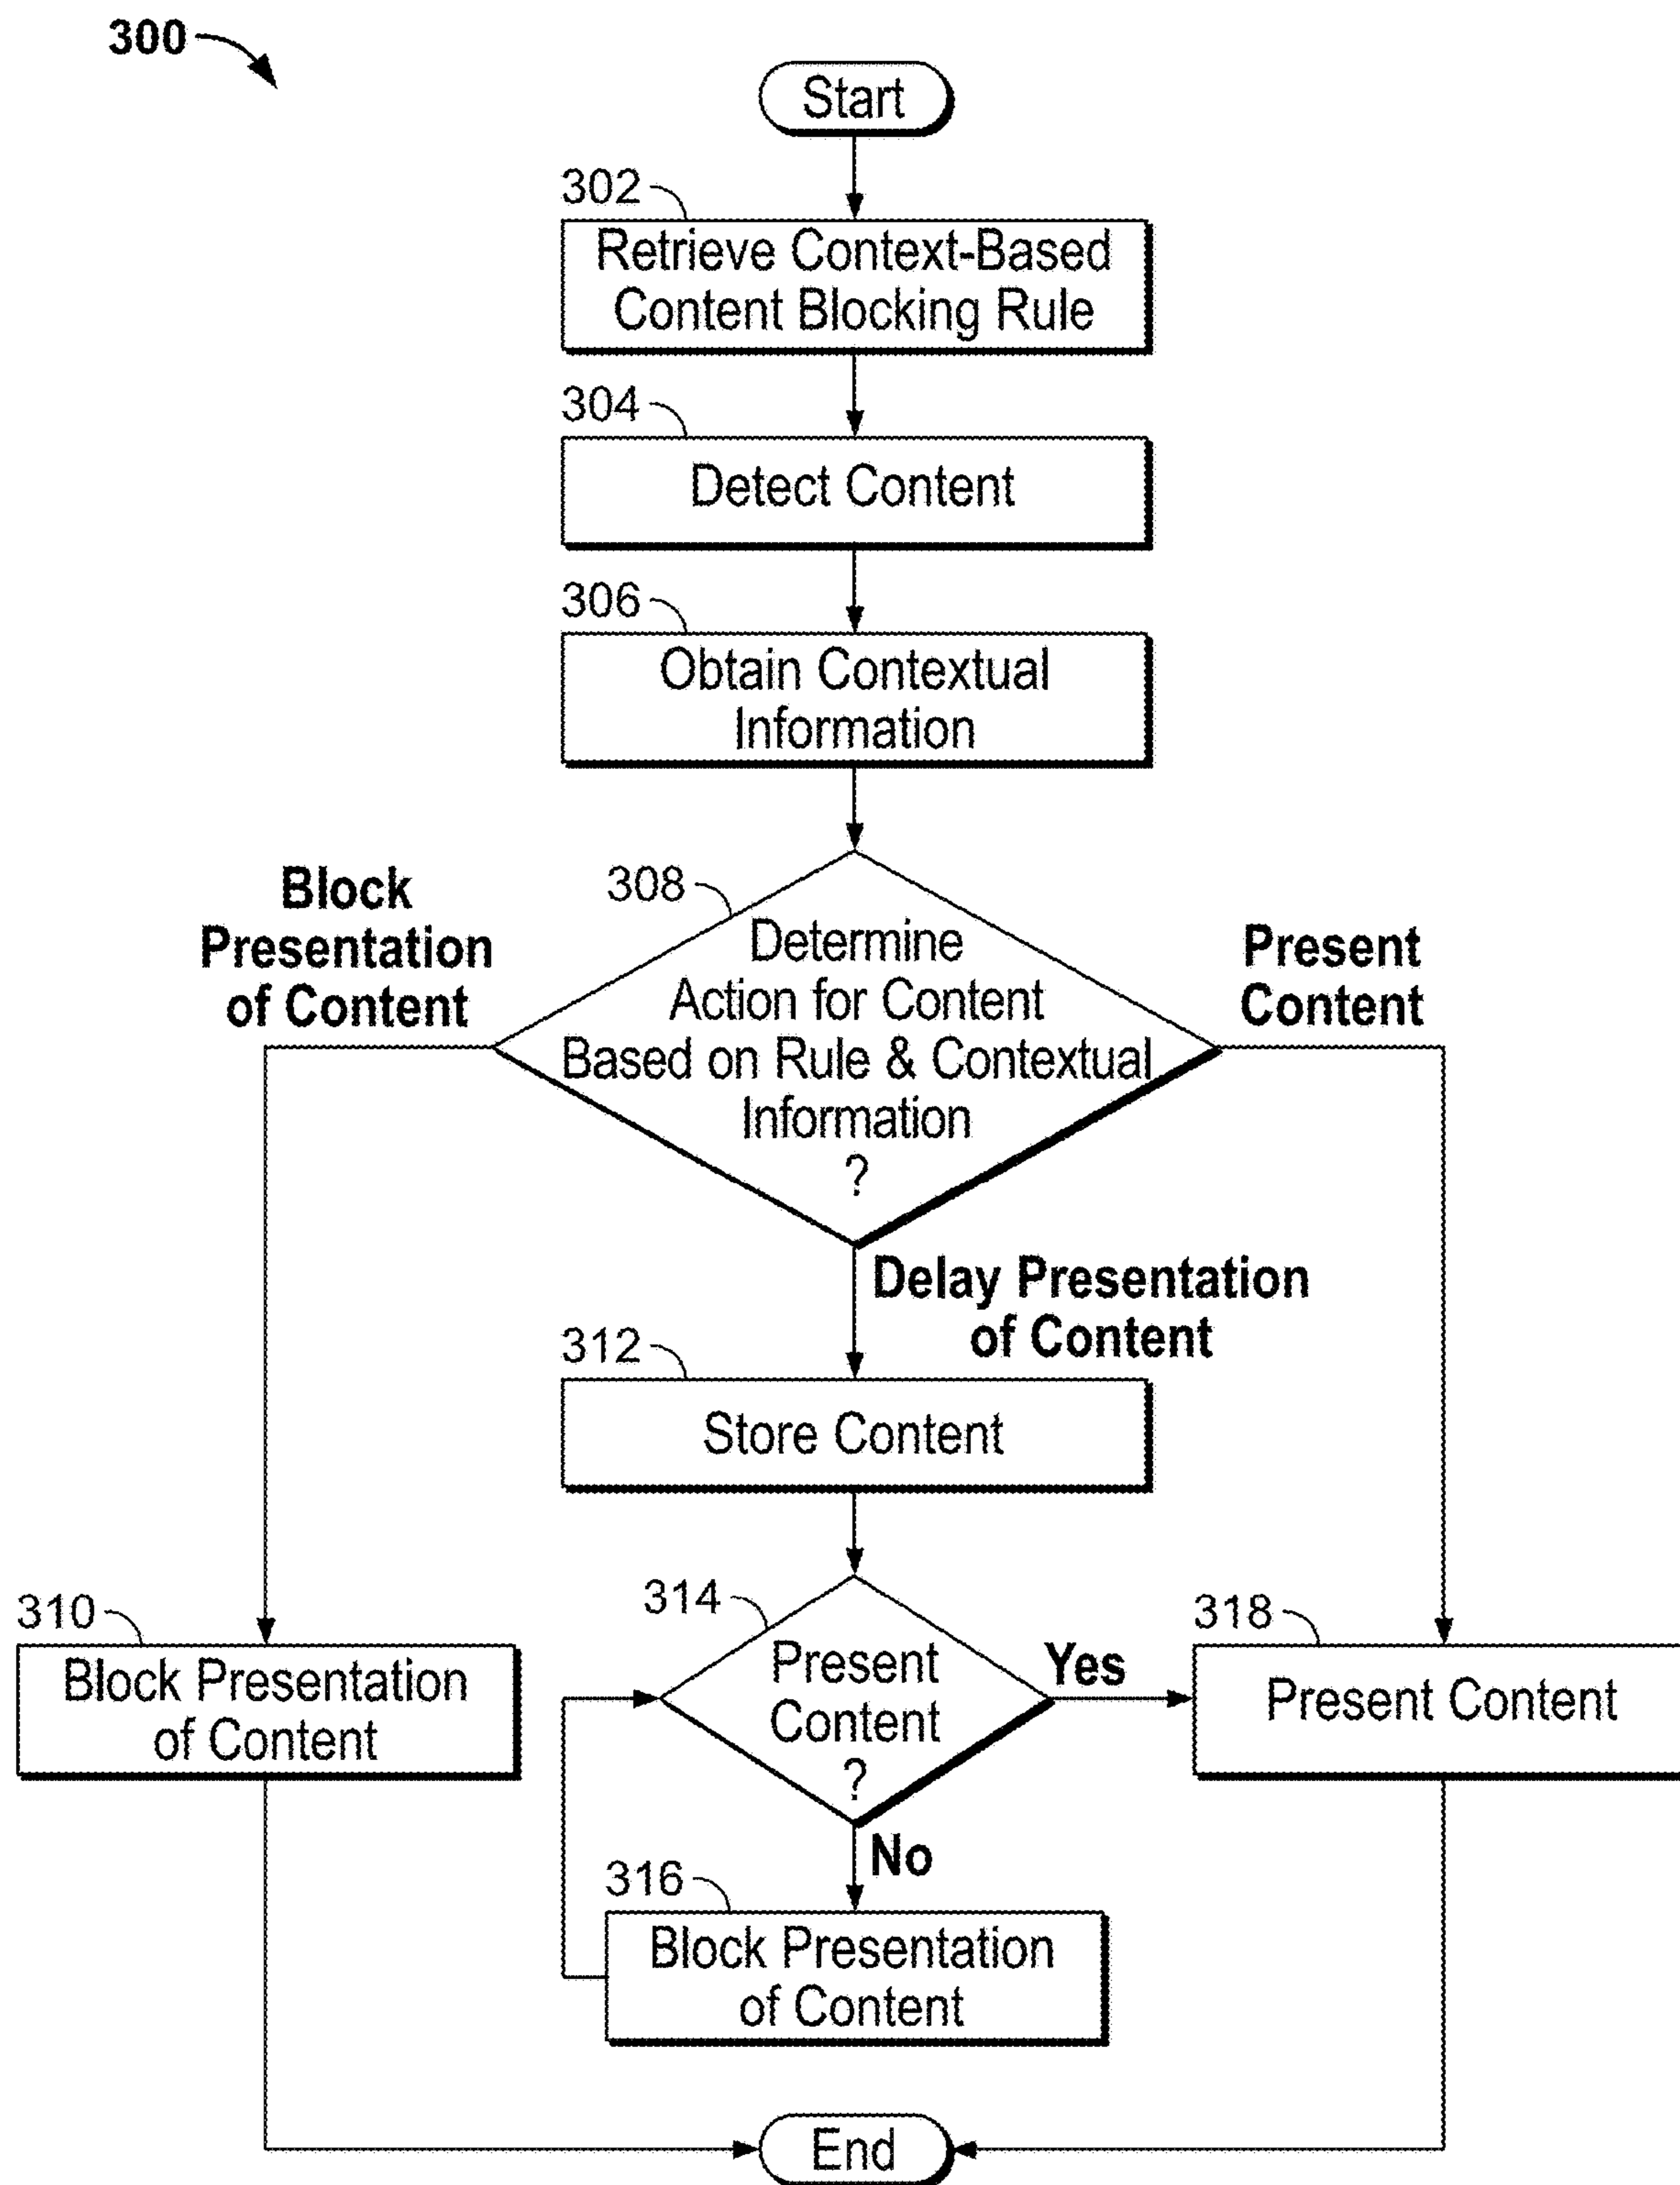 300
Start
302
Retrieve Context-Based
Content Blocking Rule
304
Detect Content
306
Obtain Contextual
Information
308
Determine
Action for Content
Based on Rule & Contextual
Information
?
Block
Presentation
of Content
Present
Content
Delay Presentation
of Content
312
Store Content
310
Block Presentation
of Content
314
Present
Content
?
Yes
318
Present Content
No
316
Block Presentation
of Content
End